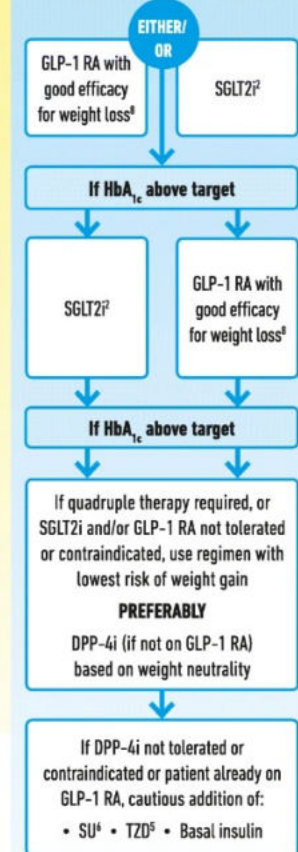 EITHER/
OR
GLP-1 RA with
good efficacy
for weight loss⁸
SGLT2i²
If HbA₁c above target
SGLT2i²
GLP-1 RA with
good efficacy
for weight loss⁸
If HbA₁c above target
If quadruple therapy required, or
SGLT2i and/or GLP-1 RA not tolerated
or contraindicated, use regimen with
lowest risk of weight gain
PREFERABLY
DPP-4i (if not on GLP-1 RA)
based on weight neutrality
If DPP-4i not tolerated or
contraindicated or patient already on
GLP-1 RA, cautious addition of:
• SU⁶ • TZD⁵ • Basal insulin